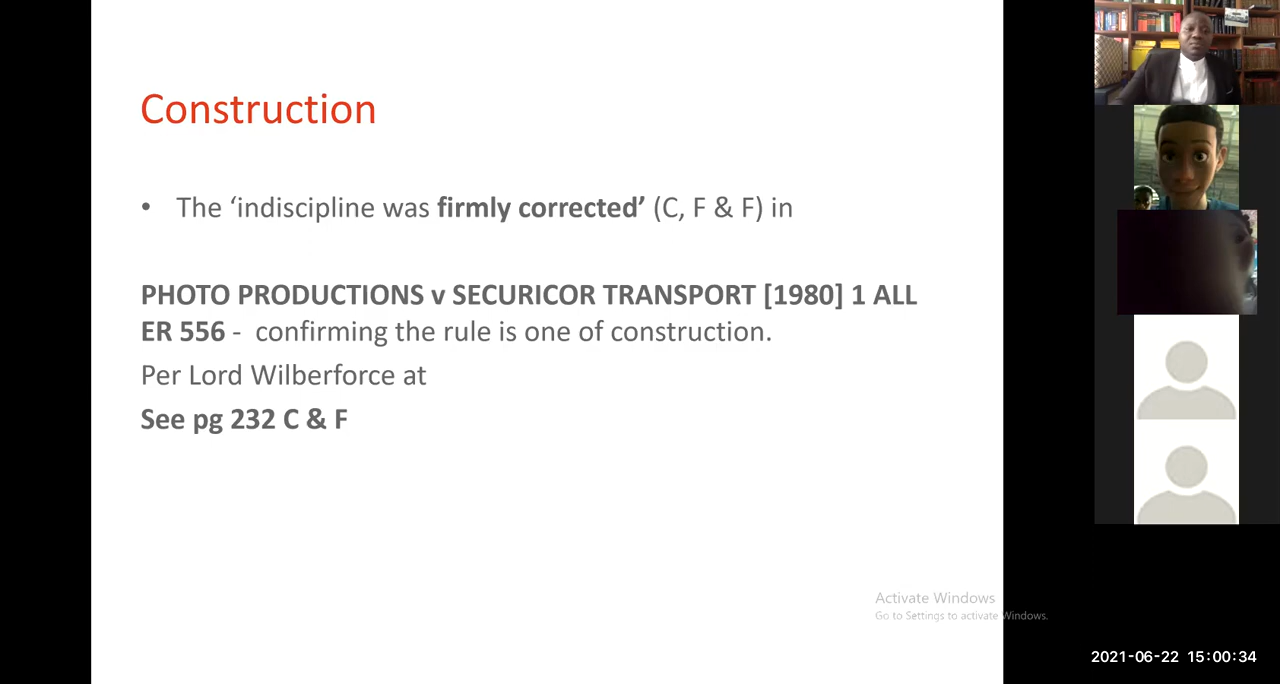 Construction
• The ‘indiscipline was firmly corrected’ (C, F & F) in
PHOTO PRODUCTIONS v SECURICOR TRANSPORT [1980] 1 ALL
ER 556 - confirming the rule is one of construction.
Per Lord Wilberforce at
See pg 232 C & F
Activate Windows
Go to Settings to activate Windows.
2021-06-22 15:00:34